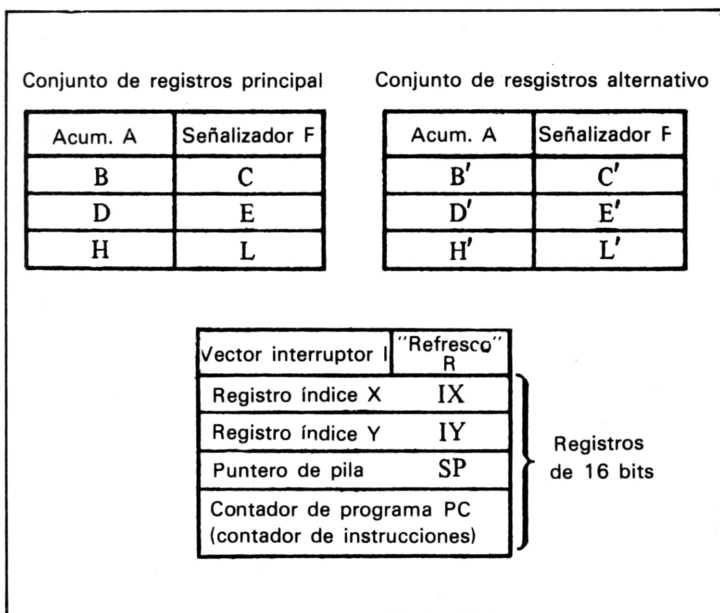 Conjunto de registros principal
Conjunto de resgistros alternativo
Acum. A
Señalizador F
B
C
D
E
H
L
Acum. A
Señalizador F
B'
C'
D'
E'
H'
L'
Vector interruptor I
"Refresco"
R
Registro índice X
IX
Registro índice Y
IY
Puntero de pila
SP
Contador de programa PC
(contador de instrucciones)
Registros
de 16 bits